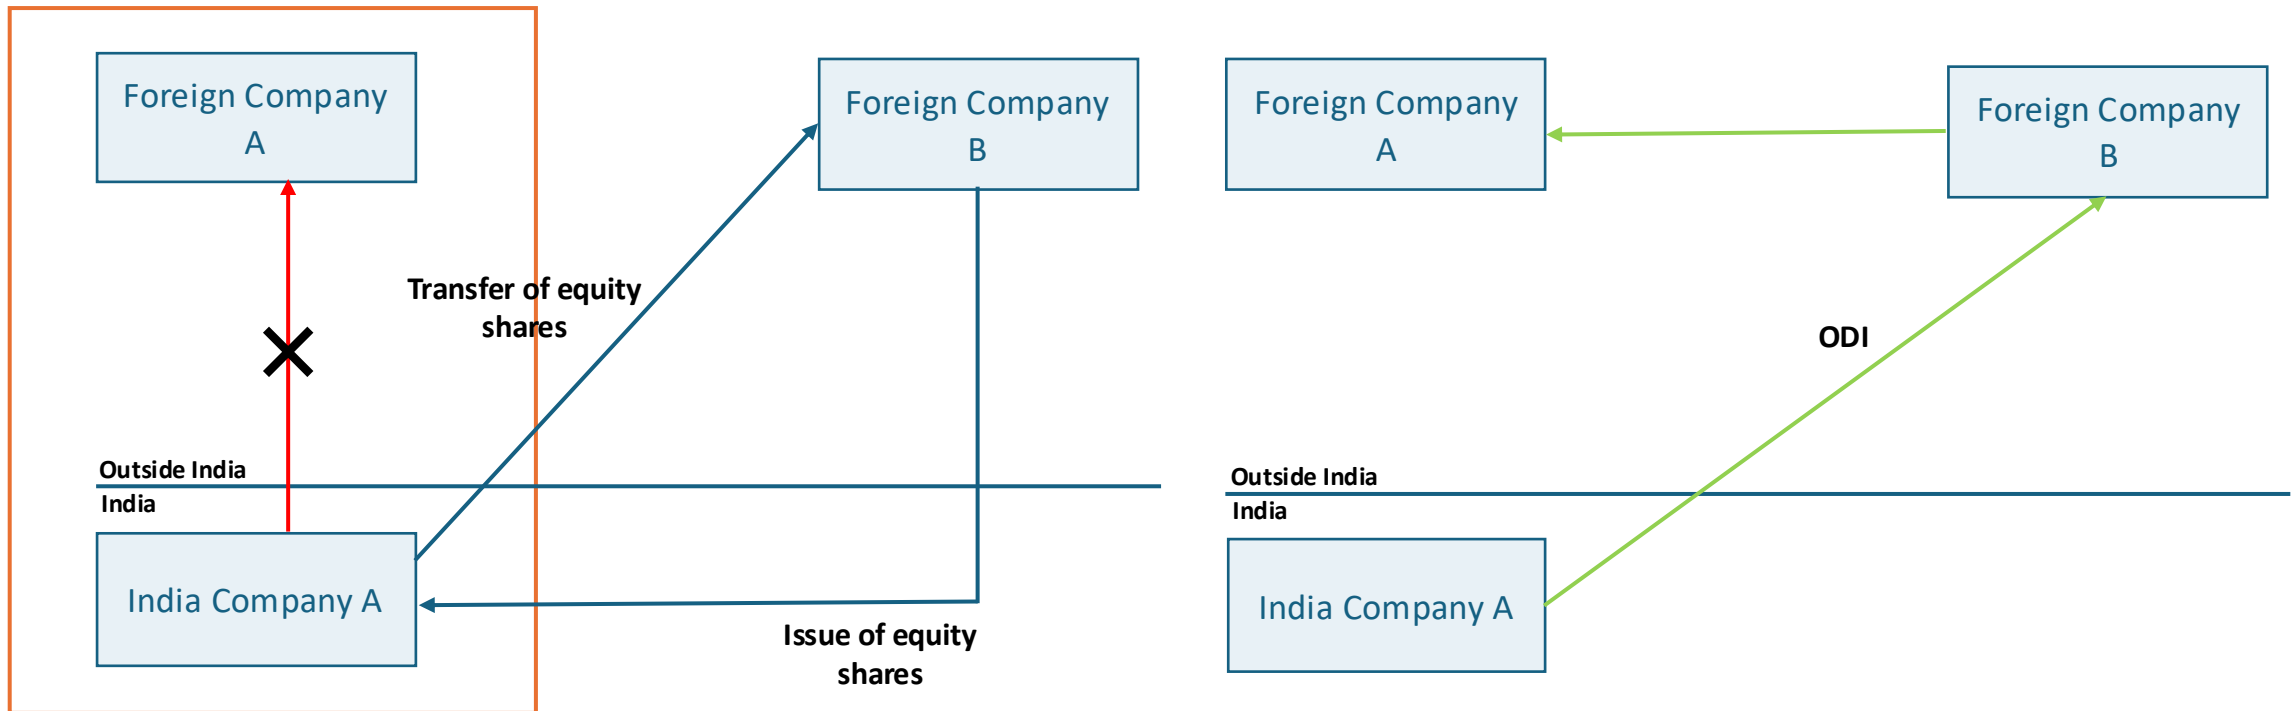 Foreign Company
A
Foreign Company
B
Transfer of equity
shares
Outside India
India
India Company A
Issue of equity
shares
Foreign Company
A
Foreign Company
B
ODI
Outside India
India
India Company A